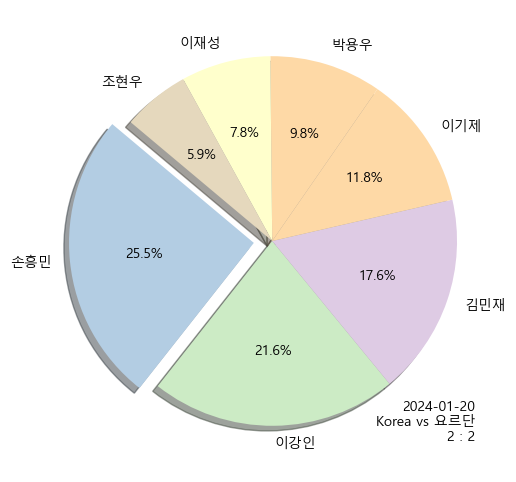 이재성
박용우
조현우
이기제
7.8%
9.8%
5.9%
11.8%
손흥민
25.5%
17.6%
김민재
21.6%
이강인
2024-01-20
Korea vs 요르단
2 : 2